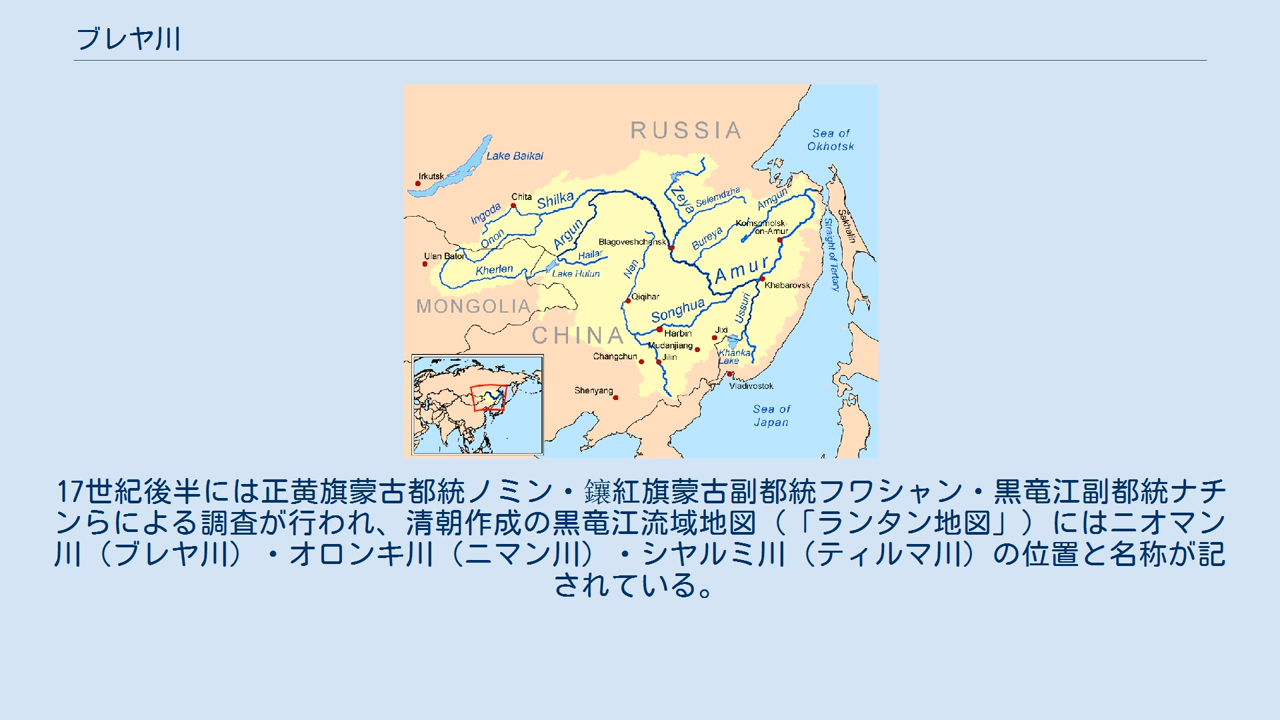 ブレヤ川
RUSSIA
Sea of
Okhotsk
Lake Baikal
Irkutsk
Chita
Shilka
Ingoda
Onon
Argun
Zeya
Selemdzha
Amgun
Komsomolsk-
on-Amur
Sakhalin
Straight of Tartary
Bureya
Blagoveshchensk
Ulan Bator
Kherlen
Hailar
Lake Hulun
Nen
Amur
Khabarovsk
MONGOLIA
Qiqihar
Songhua
Ussuri
CHINA
Harbin
Jixi
Mudanjiang
Khanka
Lake
Changchun
Jilin
Vladivostok
Shenyang
Sea of
Japan
17世紀後半には正黄旗蒙古都統ノミン・鑲紅旗蒙古副都統フワシャン・黒竜江副都統ナチ
ンらによる調査が行われ、清朝作成の黒竜江流域地図（「ランタン地図」）にはニオマン
川（ブレヤ川）・オロンキ川（ニマン川）・シヤルミ川（ティルマ川）の位置と名称が記
されている。